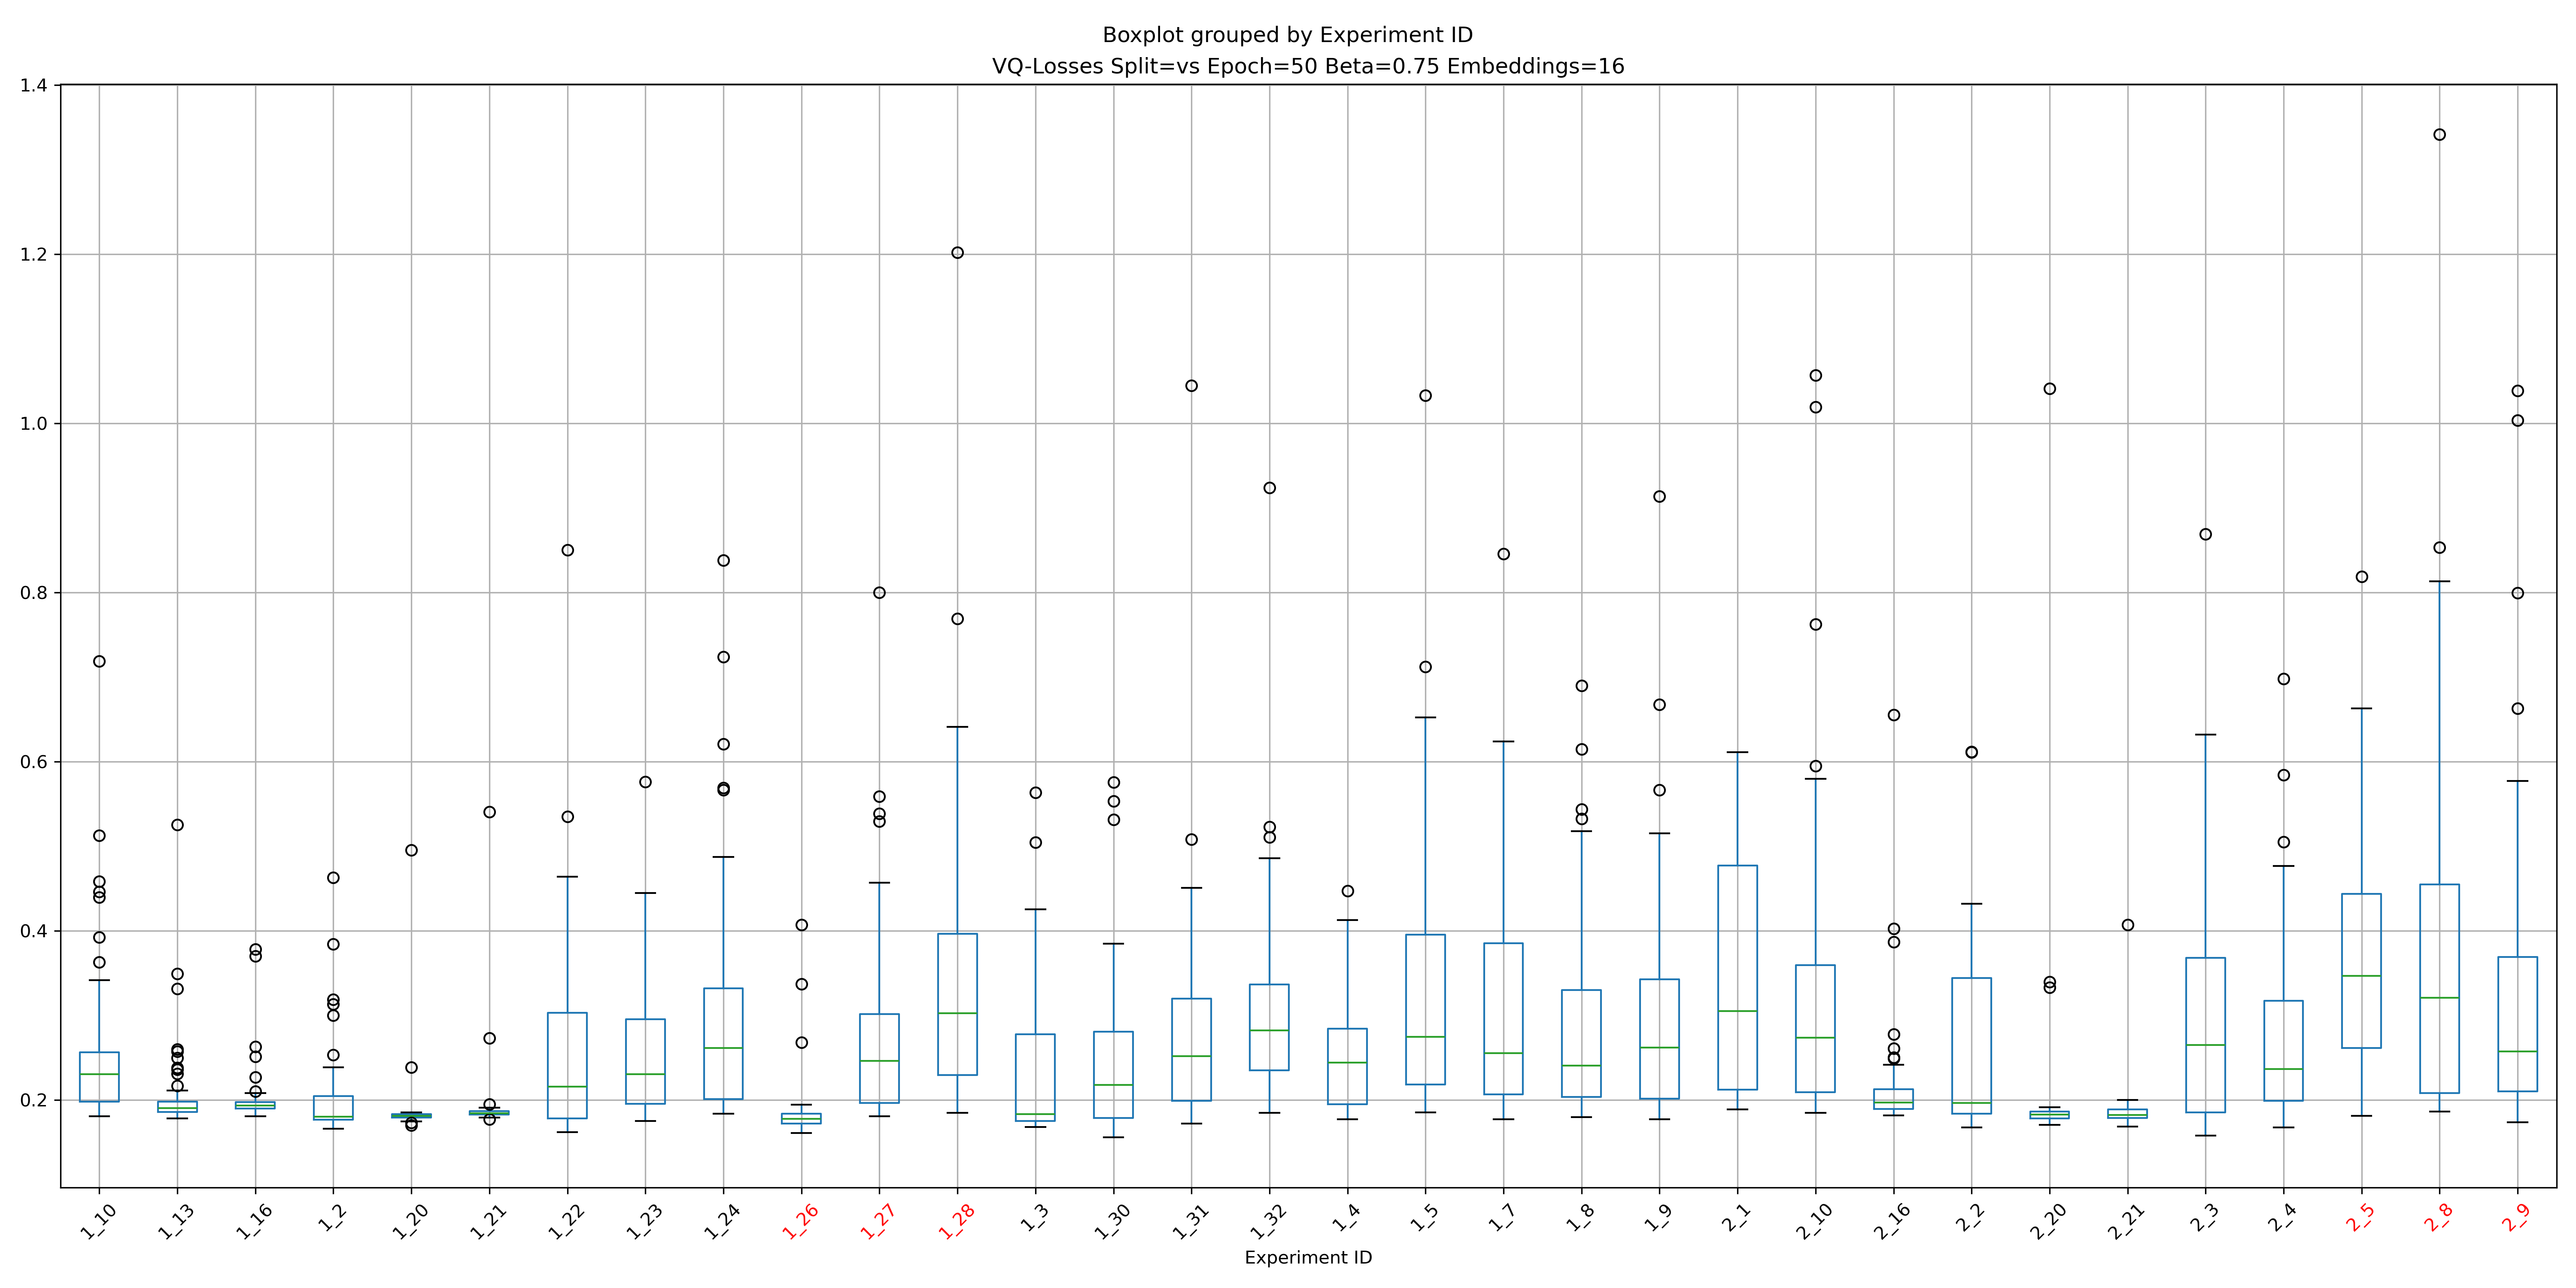 Boxplot grouped by Experiment ID
VQ-Losses Split=vs Epoch=50 Beta=0.75 Embeddings=16
1.4
1.2
1.0
0.8
0.6
0.4
0.2
1_10 1_13 1_16 1_2 1_20 1_21 1_22 1_23 1_24 1_26 1_27 1_28 1_3 1_30 1_31 1_32 1_4 1_5 1_7 1_8 1_9 2_1 2_10 2_16 2_2 2_20 2_21 2_3 2_4 2_5 2_8 2_9
Experiment ID